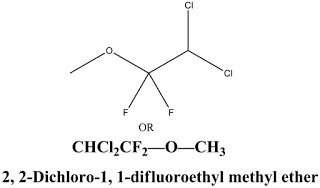 Cl
O
Cl
F
F
OR
CHCl2CF2—O—CH3
2, 2-Dichloro-1, 1-difluoroethyl methyl ether